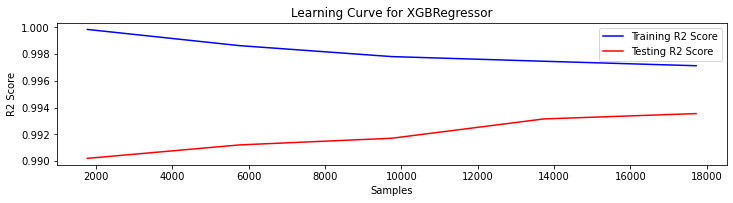 Learning Curve for XGBRegressor
Training R2 Score
Testing R2 Score
R2 Score
1.000
0.998
0.996
0.994
0.992
0.990
2000 4000 6000 8000 10000 12000 14000 16000 18000
Samples